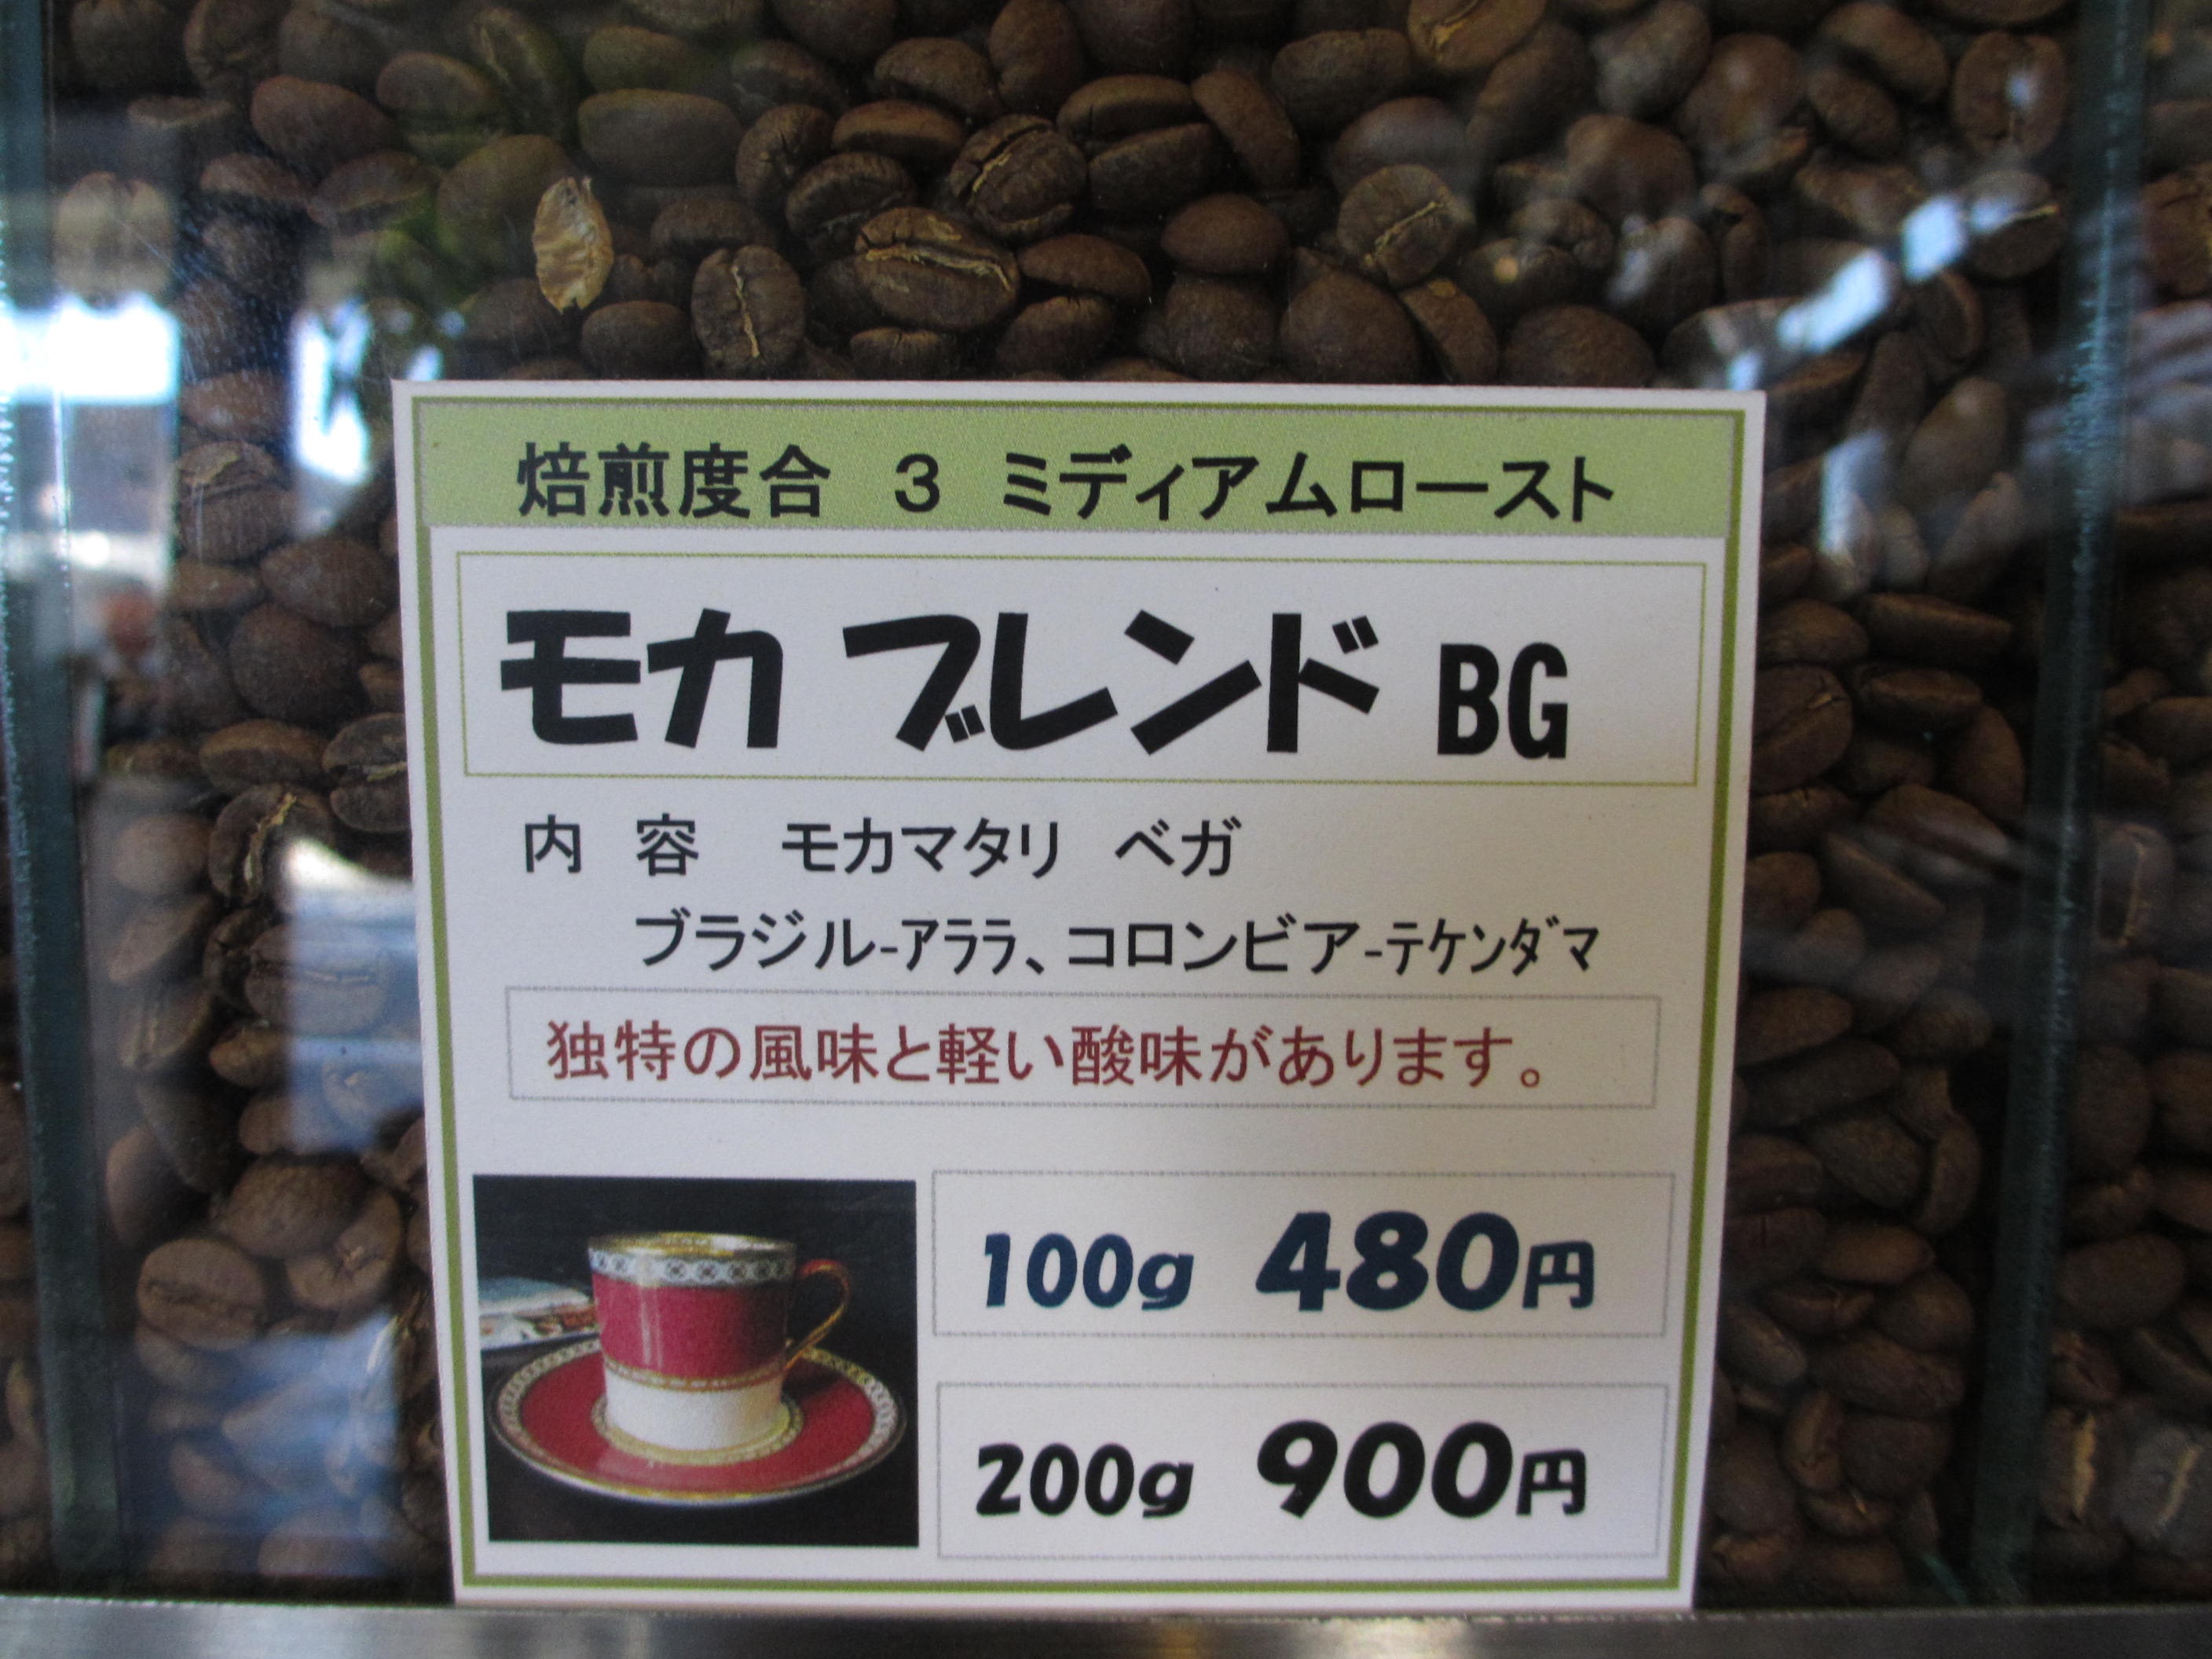 焙煎度合　3　ミディアムロースト
モカ ブレンド BG
内　容　モカマタリ　ベガ
ブラジル-ｱﾗﾗ、コロンビア-ﾃｹﾝﾀﾞﾏ
独特の風味と軽い酸味があります。
100g 480円
200g 900円